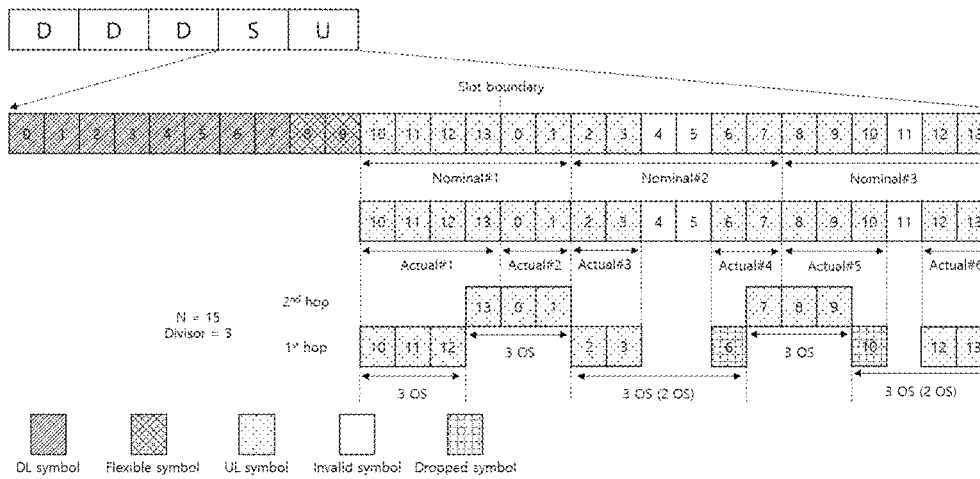 D D D S U
Slot boundary
0 1 2 3 4 5 6 7 8 9 10 11 12 13 0 1 2 3 4 5 6 7 8 9 10 11 12 13
Nominal#1 Nominal#2 Nominal#3
10 11 12 13 0 1 2 3 4 5 6 7 8 9 10 11 12 13
Actual#1 Actual#2 Actual#3 Actual#4 Actual#5 Actual#6
2nd hop 13 0 1 7 8 9
N = 15
Divisor = 3
1st hop 10 11 12 3 OS 2 3 6 3 OS 10 12 13
3 OS 3 OS (2 OS) 3 OS (2 OS)
DL symbol Flexible symbol UL symbol Invalid symbol Dropped symbol